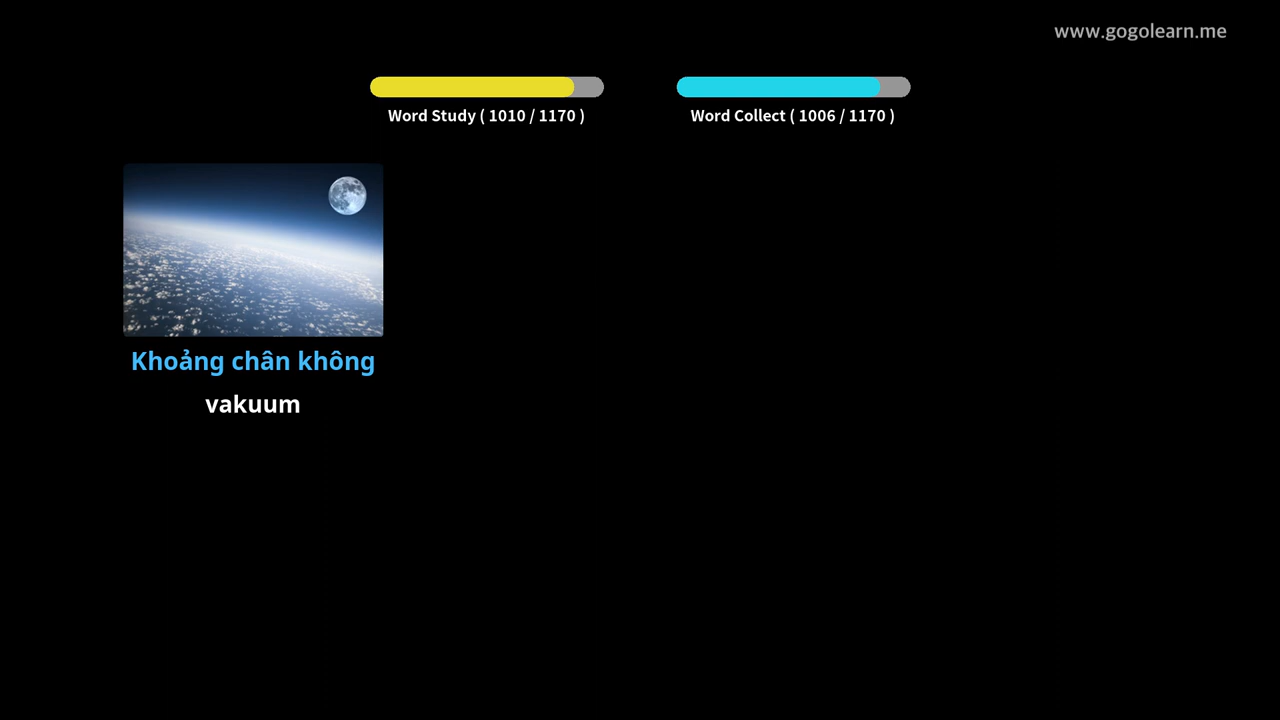 www.gogolearn.me
Word Study ( 1010 / 1170 )
Word Collect ( 1006 / 1170 )
Khoảng chân không
vakuum